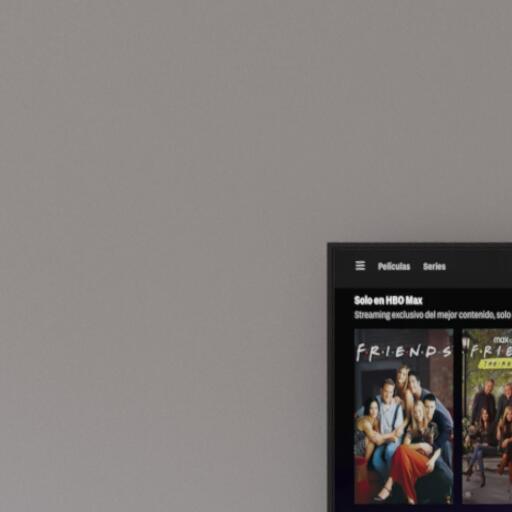 Películas Series
Solo en HBO Max
Streaming exclusivo del mejor contenido, solo
F·R·I·E·N·D·S
max
F·R·I·E